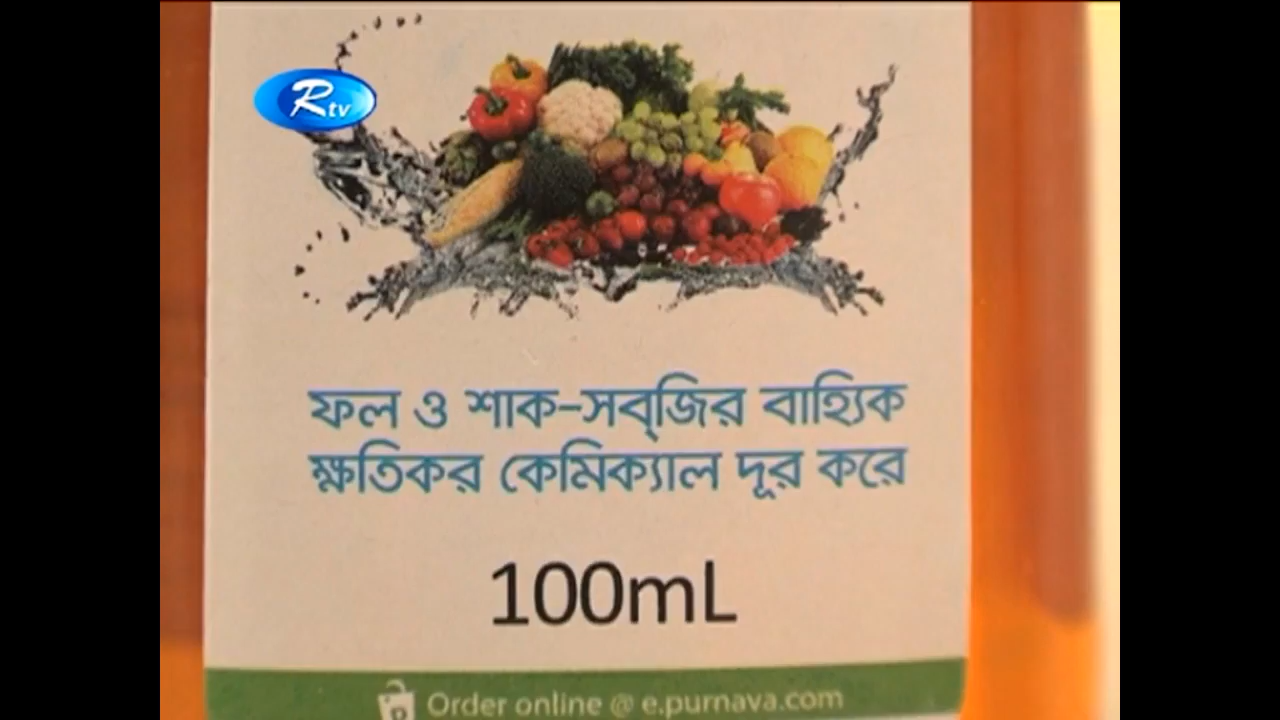 Rtv
ফল ও শাক-সব্জির বাহ্যিক
ক্ষতিকর কেমিক্যাল দূর করে
100mL
Order online @ e.purnava.com